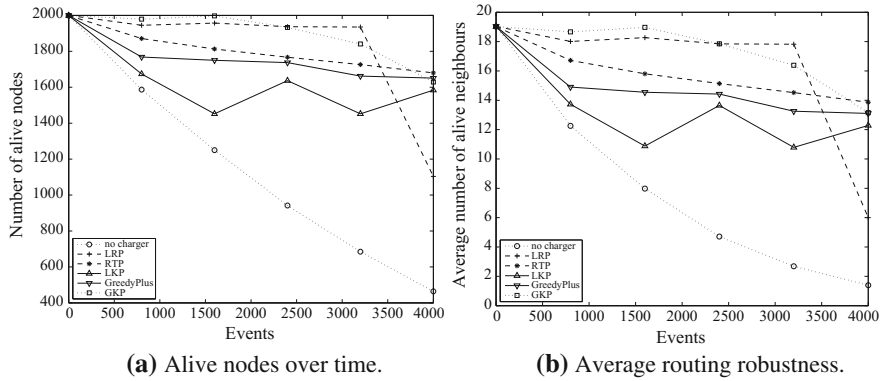 Number of alive nodes
2000
1800
1600
1400
1200
1000
800
600
400
no charger
LRP
RTP
LKP
GreedyPlus
GKP
0 500 1000 1500 2000 2500 3000 3500 4000
Events
(a) Alive nodes over time.
Average number of alive neighbours
20
18
16
14
12
10
8
6
4
2
0
no charger
LRP
RTP
LKP
GreedyPlus
GKP
0 500 1000 1500 2000 2500 3000 3500 4000
Events
(b) Average routing robustness.